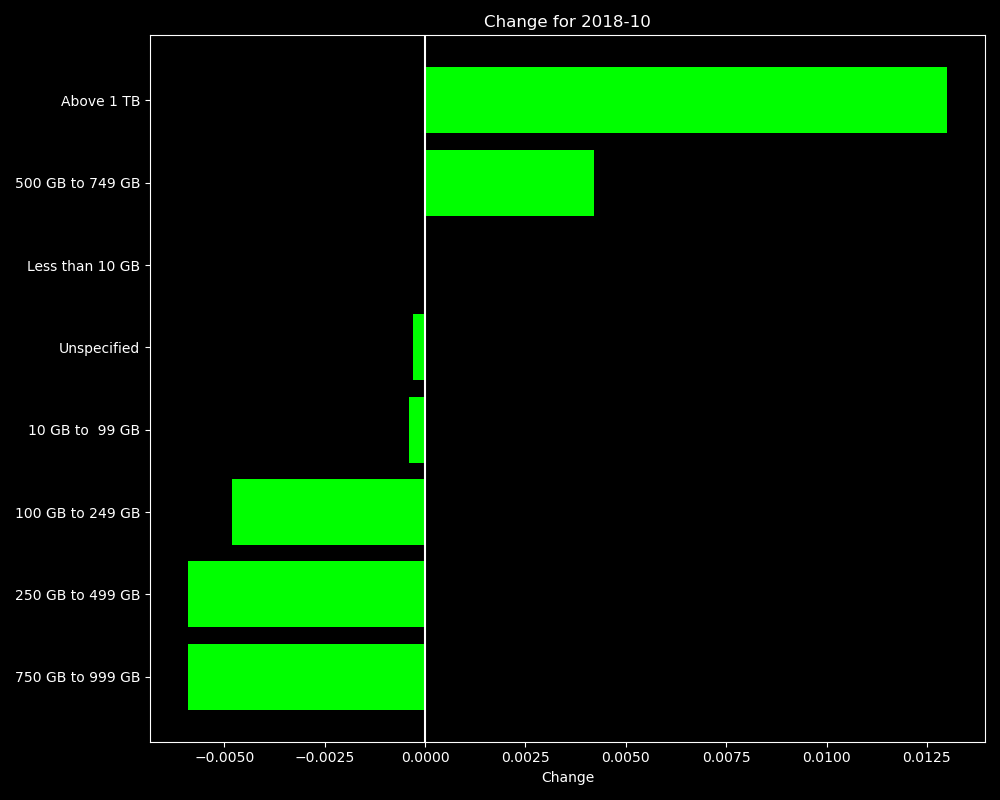 Change for 2018-10
Above 1 TB
500 GB to 749 GB
Less than 10 GB
Unspecified
10 GB to  99 GB
100 GB to 249 GB
250 GB to 499 GB
750 GB to 999 GB
−0.0050 −0.0025 0.0000 0.0025 0.0050 0.0075 0.0100 0.0125
Change